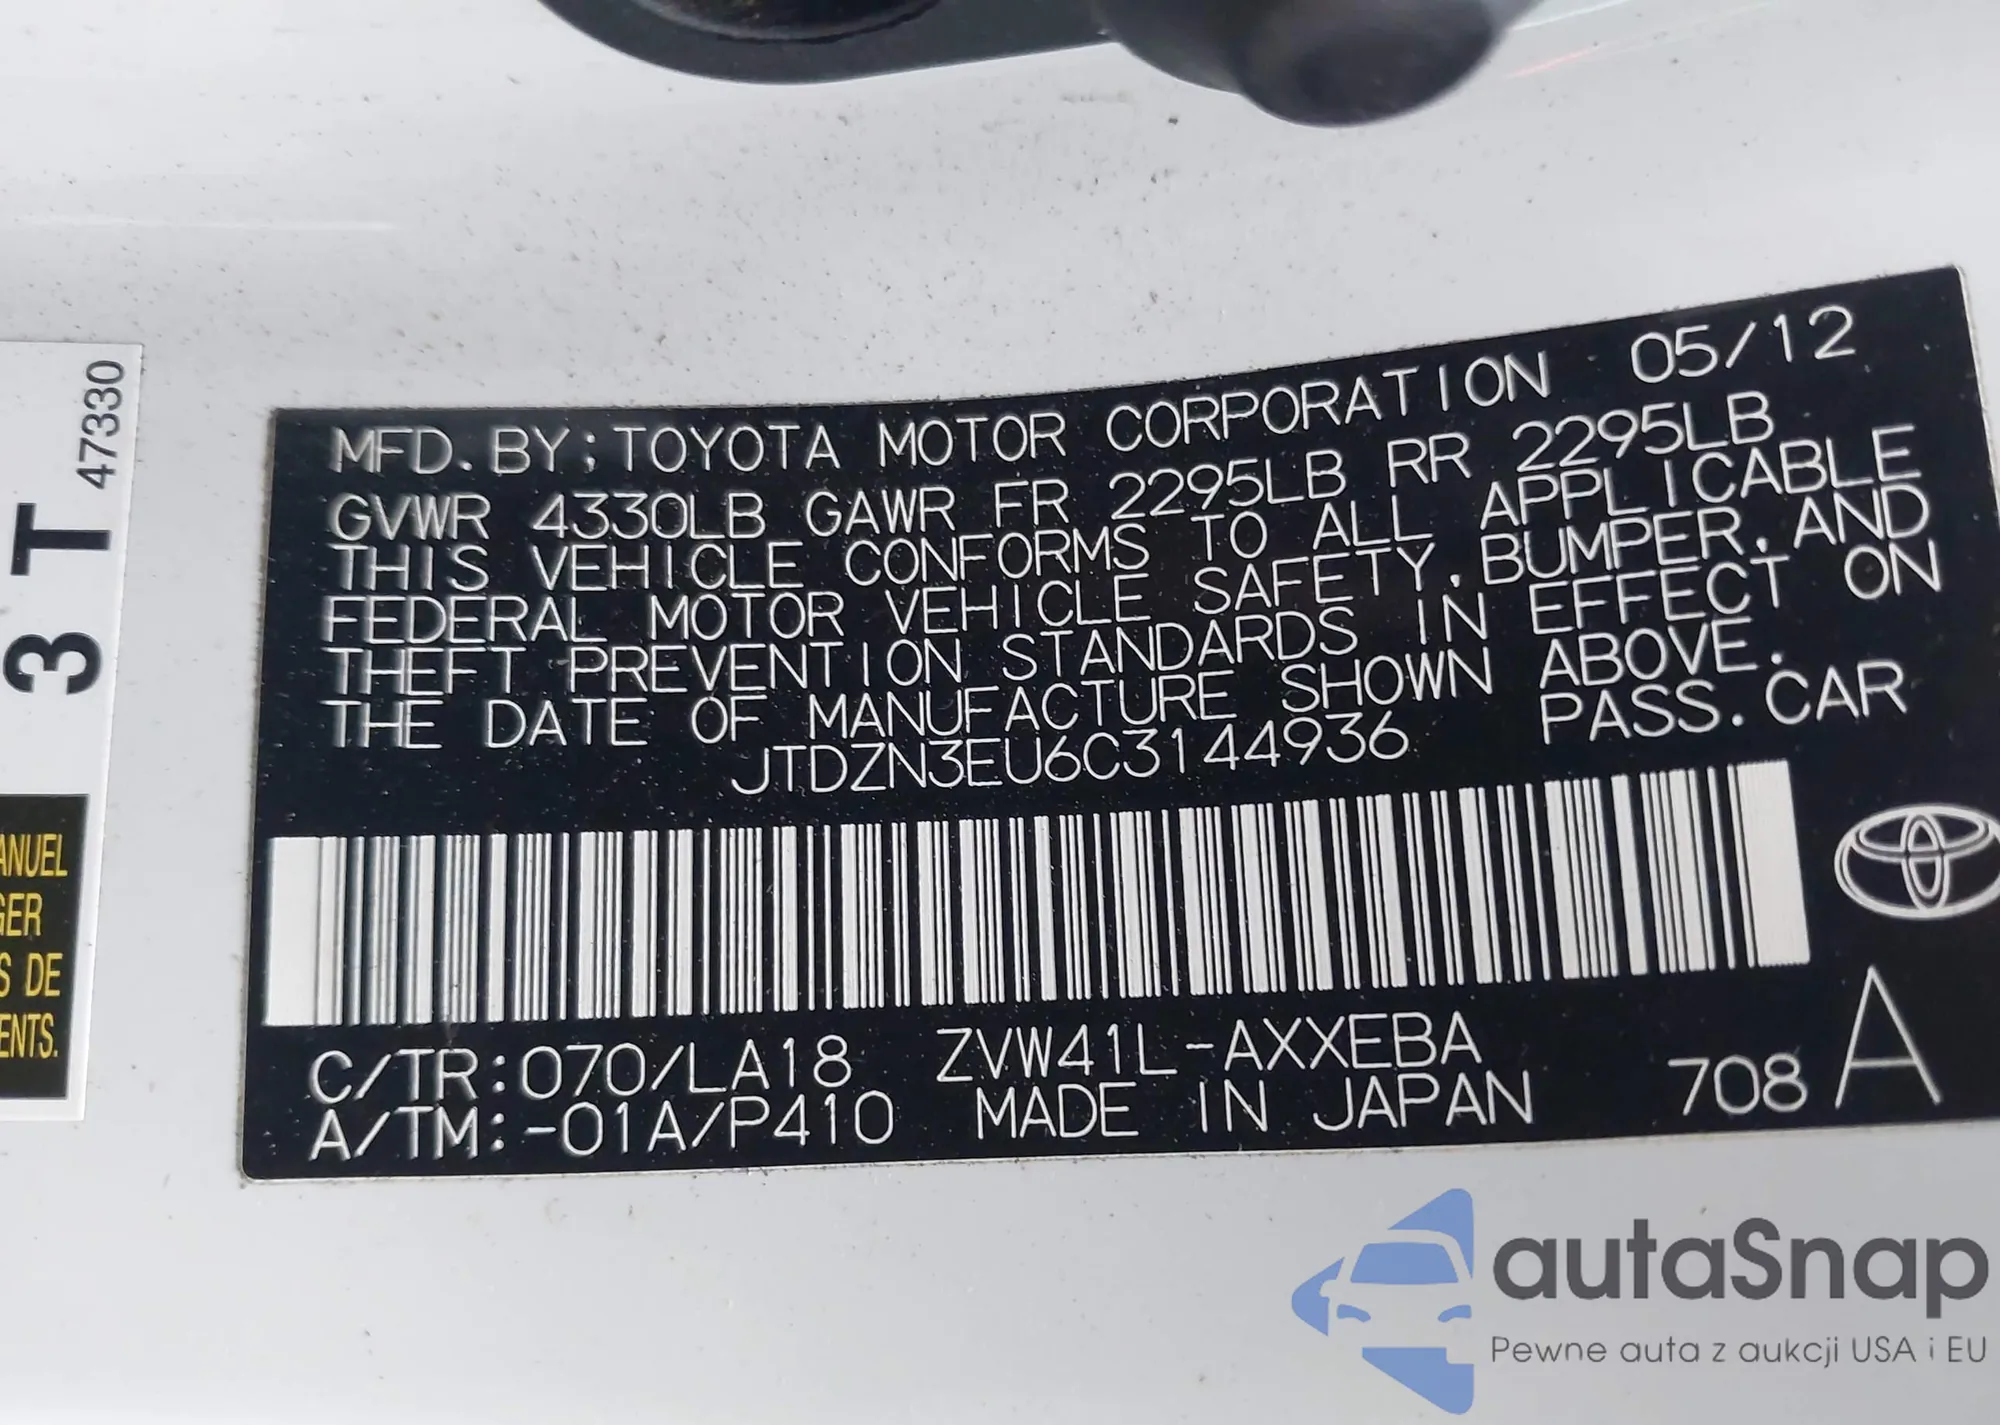 47330
3 T
ANUEL
GER
S DE
ENTS.
MFD. BY; TOYOTA MOTOR CORPORATION 05/12
GVWR 4330LB GAWR FR 2295LB RR 2295LB
THIS VEHICLE CONFORMS TO ALL APPLICABLE
FEDERAL MOTOR VEHICLE SAFETY, BUMPER, AND
THEFT PREVENTION STANDARDS IN EFFECT ON
THE DATE OF MANUFACTURE SHOWN ABOVE.
JTDZN3EU6C3144936 PASS. CAR
C/TR:070/LA18 ZVW41L-AXXEBA
A/TM:-01A/P410 MADE IN JAPAN 708 A
autaSnap
Pewne auta z aukcji USA i EU